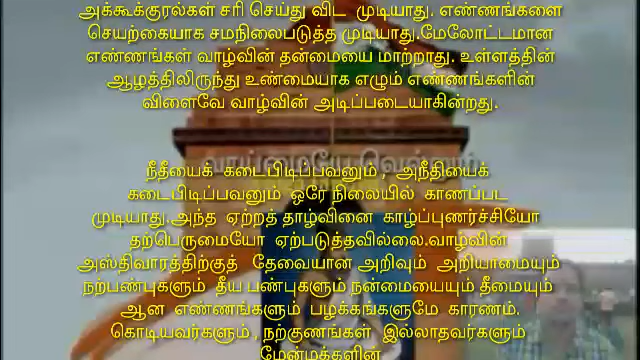 அக்கூக்குரல்கள் சரி செய்து விட முடியாது. எண்ணங்களை
செயற்கையாக சமநிலைபடுத்த முடியாது.மேலோட்டமான
எண்ணங்கள் வாழ்வின் தன்மையை மாற்றாது. உள்ளத்தின்
ஆழத்திலிருந்து உண்மையாக எழும் எண்ணங்களின்
விளைவே வாழ்வின் அடிப்படையாகின்றது.
வாய்மையே வெல்லும்
நீதீயைக் கடைபிடிப்பவனும் , அநீதியைக்
கடைபிடிப்பவனும் ஒரே நிலையில் காணப்பட
முடியாது.அந்த ஏற்றத் தாழ்வினை காழ்ப்புணர்ச்சியோ
தற்பெருமையோ ஏற்படுத்தவில்லை.வாழ்வின்
அஸ்திவாரத்திற்குத் தேவையான அறிவும் அறியாமையும்
நற்பண்புகளும் தீய பண்புகளும் நன்மையையும் தீமையும்
ஆன எண்ணங்களும் பழக்கங்களுமே காரணம்.
கொடியவர்களும் , நற்குணங்கள் இல்லாதவர்களும்
மேன்மக்களின்